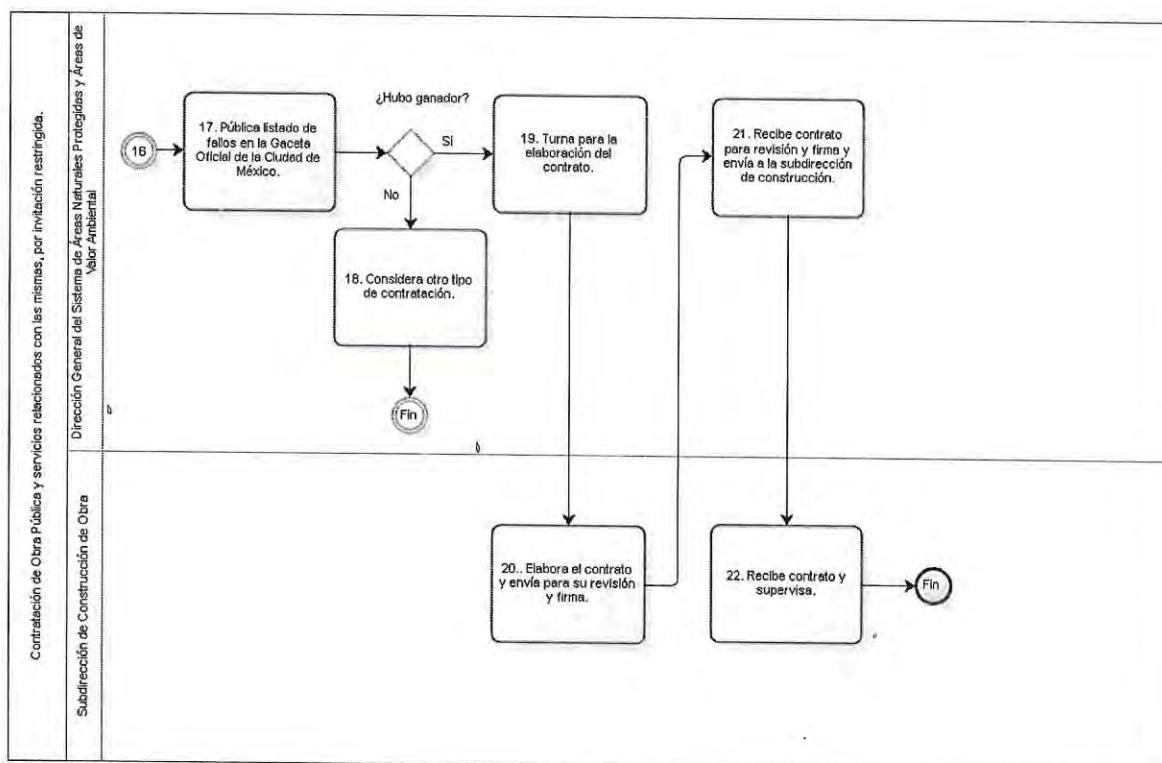 Contratación de Obra Pública y servicios relacionados con las mismas, por invitación restringida.
Dirección General del Sistema de Áreas Naturales Protegidas y Áreas de
Valor Ambiental
16
17. Pública listado de
fallos en la Gaceta
Oficial de la Ciudad de
México.
¿Hubo ganador?
Sí
No
18. Considera otro tipo
de contratación.
Fin
19. Turna para la
elaboración del
contrato.
21. Recibe contrato
para revisión y firma y
envía a la subdirección
de construcción.
Subdirección de Construcción de Obra
20.. Elabora el contrato
y envía para su revisión
y firma.
22. Recibe contrato y
supervisa.
Fin